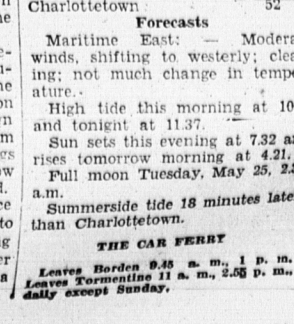 Charlottetown 52
Forecasts
Maritime East: — Modera
winds, shifting to westerly; clea
ing; not much change in tempe
ature.
High tide this morning at 10
and tonight at 11.37.
Sun sets this evening at 7.32 a
rises tomorrow morning at 4.21.
Full moon Tuesday, May 25, 2.
a.m.
Summerside tide 18 minutes late
than Charlottetown.
THE CAR FERRY
Leaves Borden 9.45 a. m., 1 p. m.
Leaves Tormentine 11 a. m., 2.55 p. m.,
daily except Sunday.